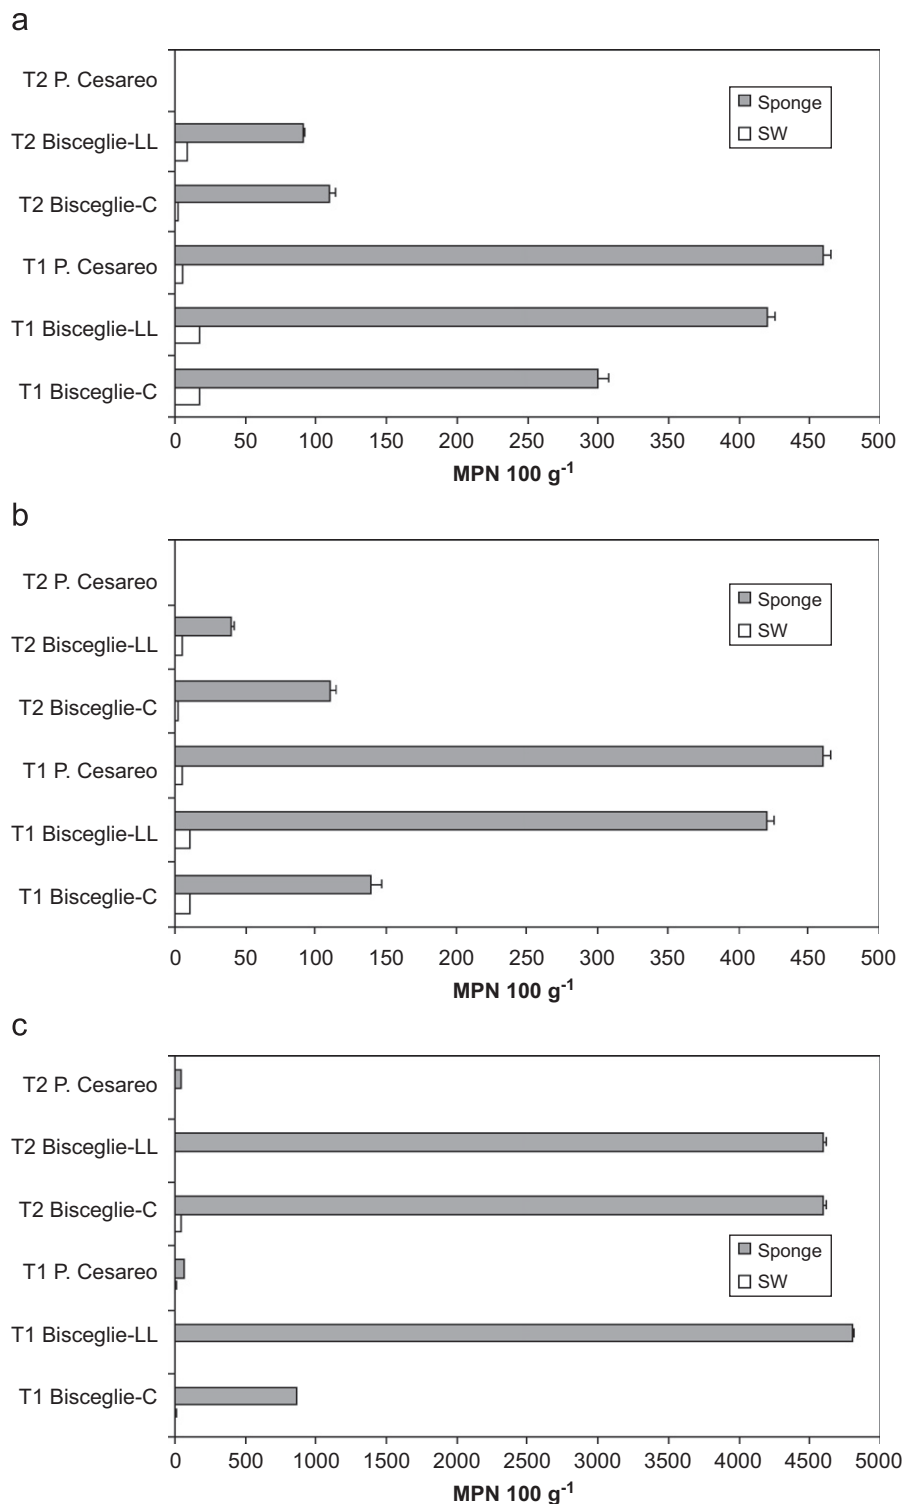 a
T2 P. Cesareo
T2 Bisceglie-LL
T2 Bisceglie-C
T1 P. Cesareo
T1 Bisceglie-LL
T1 Bisceglie-C
Sponge
SW
0 50 100 150 200 250 300 350 400 450 500
MPN 100 g⁻¹
b
T2 P. Cesareo
T2 Bisceglie-LL
T2 Bisceglie-C
T1 P. Cesareo
T1 Bisceglie-LL
T1 Bisceglie-C
Sponge
SW
0 50 100 150 200 250 300 350 400 450 500
MPN 100 g⁻¹
c
T2 P. Cesareo
T2 Bisceglie-LL
T2 Bisceglie-C
T1 P. Cesareo
T1 Bisceglie-LL
T1 Bisceglie-C
Sponge
SW
0 500 1000 1500 2000 2500 3000 3500 4000 4500 5000
MPN 100 g⁻¹